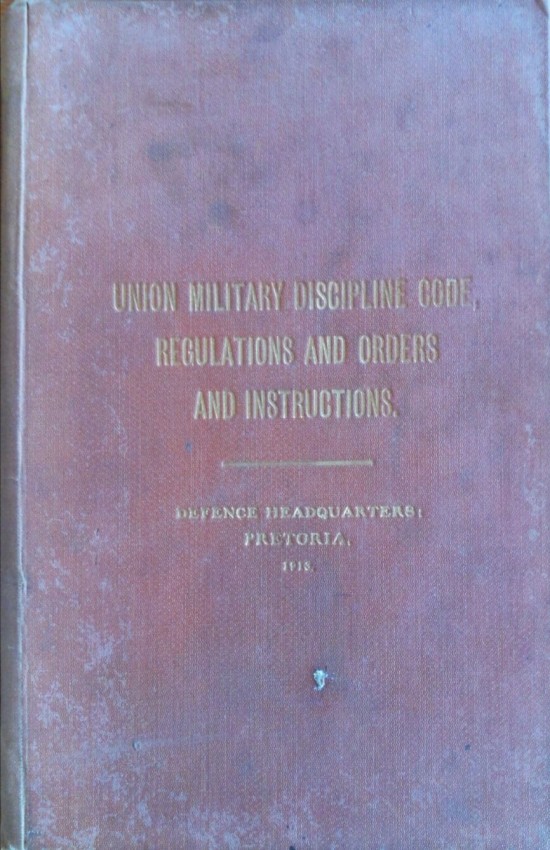 UNION MILITARY DISCIPLINE CODE,
REGULATIONS AND ORDERS
AND INSTRUCTIONS.
DEFENCE HEADQUARTERS:
PRETORIA,